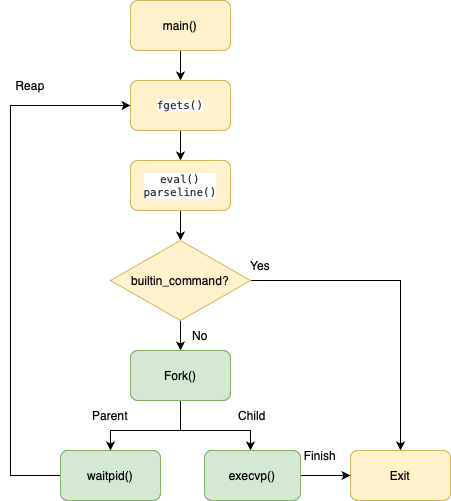 main()
Reap
fgets()
eval()
parseline()
builtin_command?
Yes
No
Fork()
Parent
Child
waitpid()
execvp()
Finish
Exit